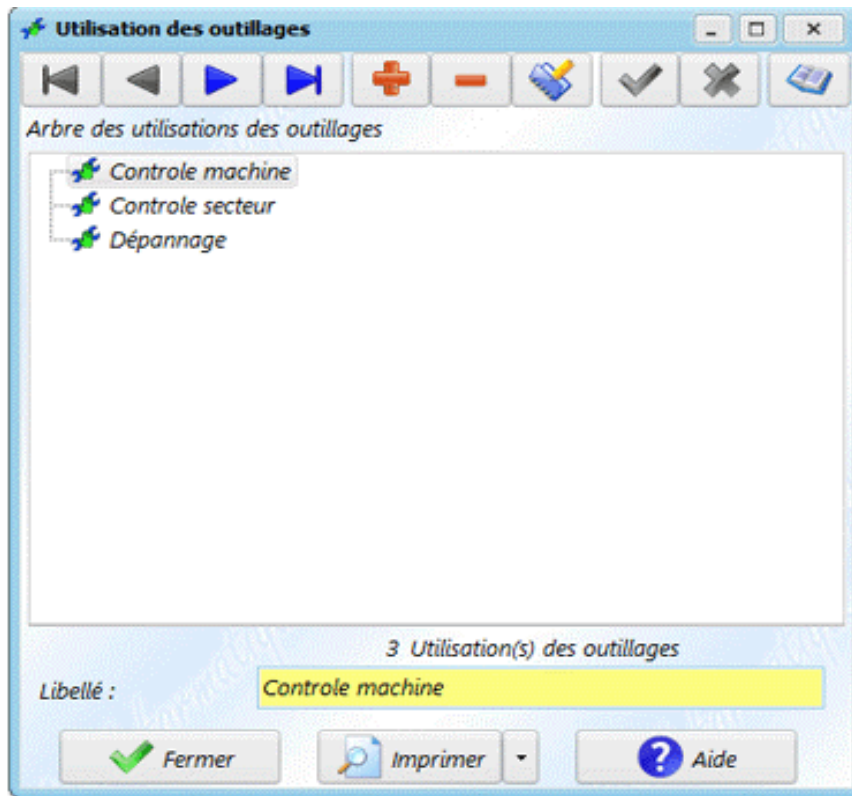 Utilisation des outillages
Arbre des utilisations des outillages
Controle machine
Controle secteur
Dépannage
3 Utilisation(s) des outillages
Libellé : Controle machine
Fermer Imprimer Aide